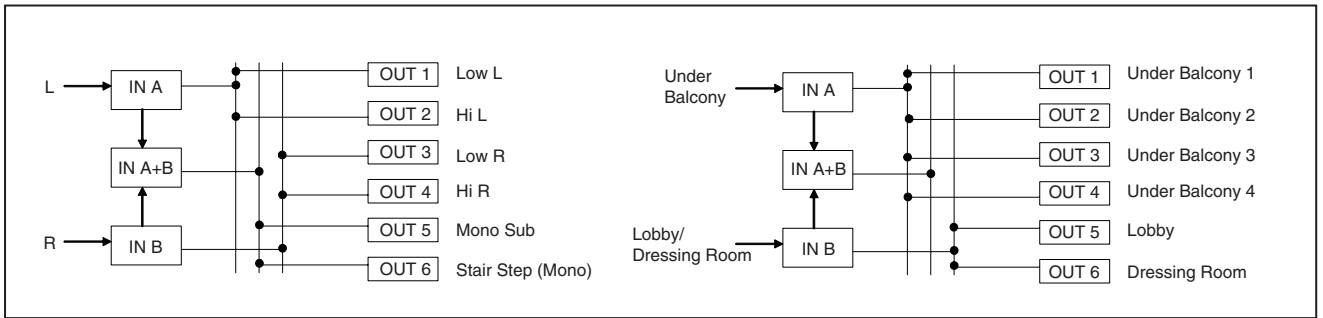 L
IN A
IN A+B
R
IN B
OUT 1 Low L
OUT 2 Hi L
OUT 3 Low R
OUT 4 Hi R
OUT 5 Mono Sub
OUT 6 Stair Step (Mono)
Under
Balcony
IN A
IN A+B
Lobby/
Dressing Room
IN B
OUT 1 Under Balcony 1
OUT 2 Under Balcony 2
OUT 3 Under Balcony 3
OUT 4 Under Balcony 4
OUT 5 Lobby
OUT 6 Dressing Room